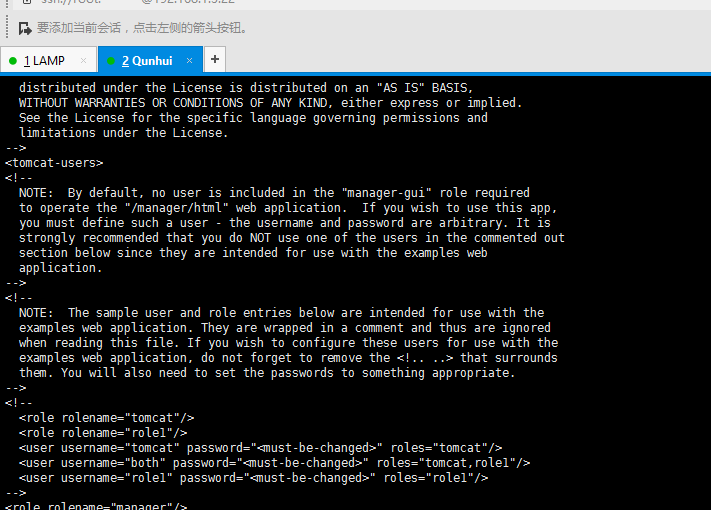 要添加当前会话，点击左侧的箭头按钮。
1 LAMP × 2 Qunhui × +
distributed under the License is distributed on an "AS IS" BASIS,
WITHOUT WARRANTIES OR CONDITIONS OF ANY KIND, either express or implied.
See the License for the specific language governing permissions and
limitations under the License.
-->
<tomcat-users>
<!--
NOTE:  By default, no user is included in the "manager-gui" role required
to operate the "/manager/html" web application.  If you wish to use this app,
you must define such a user - the username and password are arbitrary. It is
strongly recommended that you do NOT use one of the users in the commented out
section below since they are intended for use with the examples web
application.
-->
<!--
NOTE:  The sample user and role entries below are intended for use with the
examples web application. They are wrapped in a comment and thus are ignored
when reading this file. If you wish to configure these users for use with the
examples web application, do not forget to remove the <!.. ..> that surrounds
them. You will also need to set the passwords to something appropriate.
-->
<!--
<role rolename="tomcat"/>
<role rolename="role1"/>
<user username="tomcat" password="<must-be-changed>" roles="tomcat"/>
<user username="both" password="<must-be-changed>" roles="tomcat,role1"/>
<user username="role1" password="<must-be-changed>" roles="role1"/>
-->
<role rolename="manager"/>